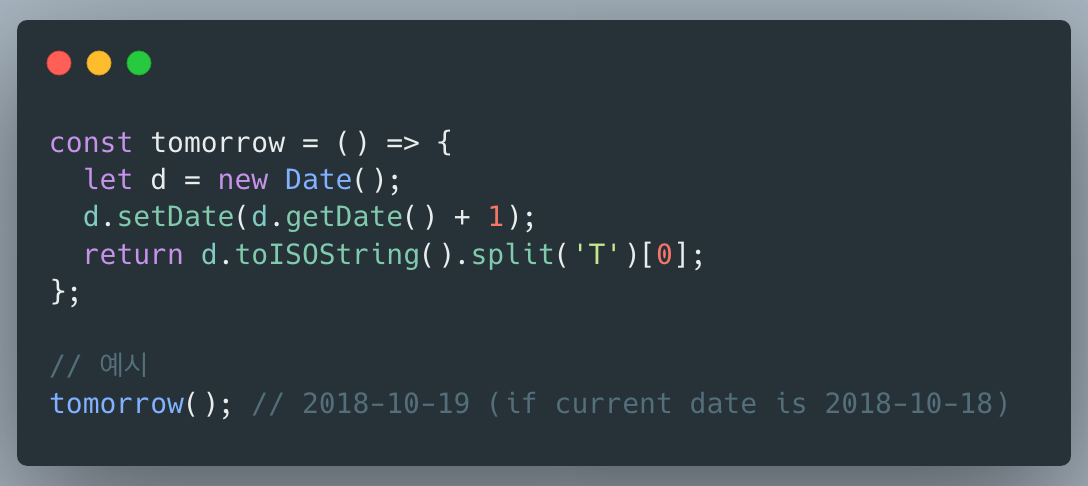 const tomorrow = () => {
  let d = new Date();
  d.setDate(d.getDate() + 1);
  return d.toISOString().split('T')[0];
};
// 예시
tomorrow(); // 2018-10-19 (if current date is 2018-10-18)